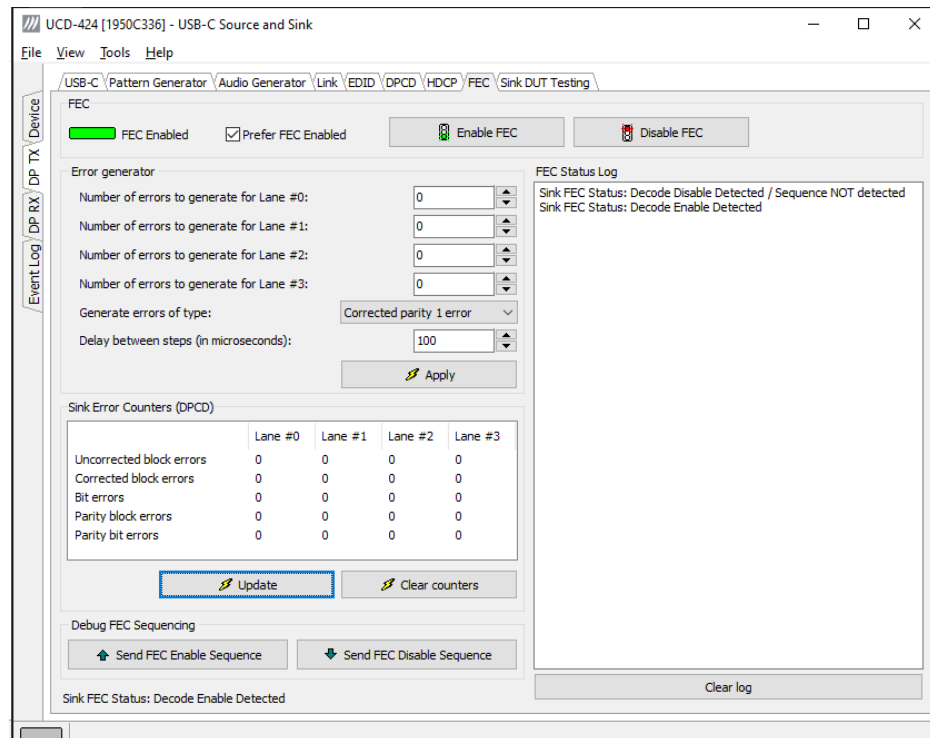 UCD-424 [1950C336] - USB-C Source and Sink
File View Tools Help
USB-C Pattern Generator Audio Generator Link EDID DPCD HDCP FEC Sink DUT Testing
Device
DP TX
DP RX
Event Log
FEC
FEC Enabled Prefer FEC Enabled Enable FEC Disable FEC
Error generator
Number of errors to generate for Lane #0: 0
Number of errors to generate for Lane #1: 0
Number of errors to generate for Lane #2: 0
Number of errors to generate for Lane #3: 0
Generate errors of type: Corrected parity 1 error
Delay between steps (in microseconds): 100
Apply
Sink Error Counters (DPCD)
Lane #0 Lane #1 Lane #2 Lane #3
Uncorrected block errors 0 0 0 0
Corrected block errors 0 0 0 0
Bit errors 0 0 0 0
Parity block errors 0 0 0 0
Parity bit errors 0 0 0 0
Update Clear counters
Debug FEC Sequencing
Send FEC Enable Sequence Send FEC Disable Sequence
Sink FEC Status: Decode Enable Detected
FEC Status Log
Sink FEC Status: Decode Disable Detected / Sequence NOT detected
Sink FEC Status: Decode Enable Detected
Clear log